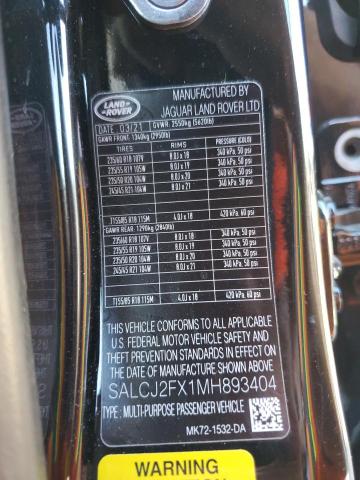 LAND
ROVER
MANUFACTURED BY
JAGUAR LAND ROVER LTD
DATE: 03/21 GVWR: 2550kg (5620lb)
GAWR FRONT: 1340kg (2950lb)
TIRES RIMS PRESSURE (COLD)
235/60 R18 107V 8.0J x 18 340 kPa, 50 psi
235/55 R19 105W 8.0J x 19 340 kPa, 50 psi
235/50 R20 104W 8.0J x 20 340 kPa, 50 psi
245/45 R21 104W 8.0J x 21 340 kPa, 50 psi
T155/85 R18 115M 4.0J x 18 420 kPa, 60 psi
GAWR REAR: 1290kg (2840lb)
235/60 R18 107V 8.0J x 18 340 kPa, 50 psi
235/55 R19 105W 8.0J x 19 340 kPa, 50 psi
235/50 R20 104W 8.0J x 20 340 kPa, 50 psi
245/45 R21 104W 8.0J x 21 340 kPa, 50 psi
T155/85 R18 115M 4.0J x 18 420 kPa, 60 psi
THIS VEHICLE CONFORMS TO ALL APPLICABLE
U.S. FEDERAL MOTOR VEHICLE SAFETY AND
THEFT PREVENTION STANDARDS IN EFFECT ON
THE DATE OF MANUFACTURE SHOWN ABOVE
SALCJ2FX1MH893404
TYPE : MULTI-PURPOSE PASSENGER VEHICLE
MK72-1532-DA
WARNING